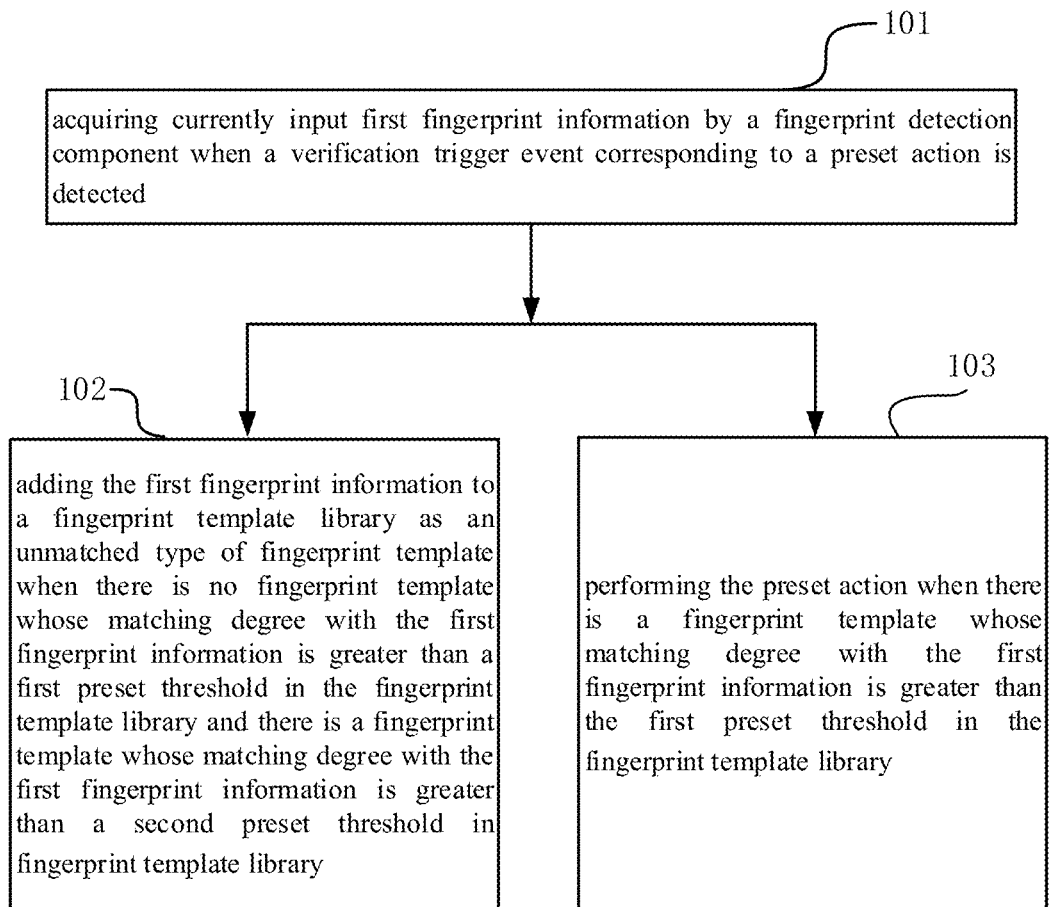 101
acquiring currently input first fingerprint information by a fingerprint detection
component when a verification trigger event corresponding to a preset action is
detected
102
adding the first fingerprint information to
a fingerprint template library as an
unmatched type of fingerprint template
when there is no fingerprint template
whose matching degree with the first
fingerprint information is greater than a
first preset threshold in the fingerprint
template library and there is a fingerprint
template whose matching degree with the
first fingerprint information is greater
than a second preset threshold in
fingerprint template library
103
performing the preset action when there
is a fingerprint template whose
matching degree with the first
fingerprint information is greater than
the first preset threshold in the
fingerprint template library